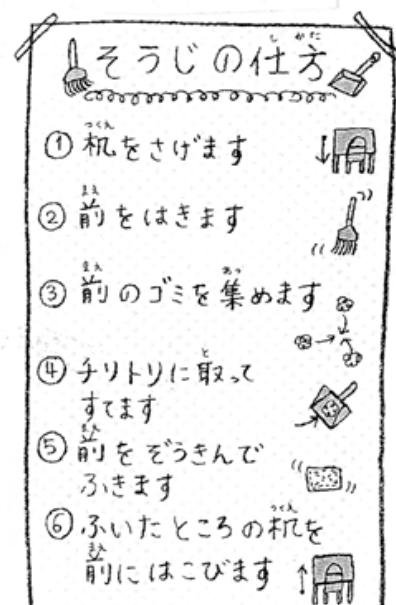 そうじの仕方
① 机をさげます
② 前をはきます
③ 前のゴミを集めます
④ チリトリに取って
すてます
⑤ 前をぞうきんで
ふきます
⑥ ふいたところの机を
前にはこびます